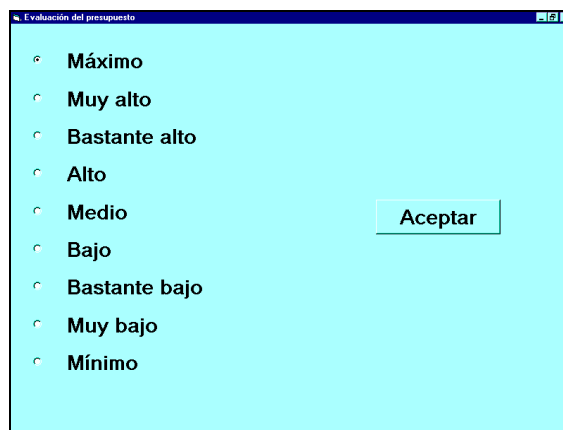 Evaluación del presupuesto
Máximo
Muy alto
Bastante alto
Alto
Medio
Aceptar
Bajo
Bastante bajo
Muy bajo
Mínimo